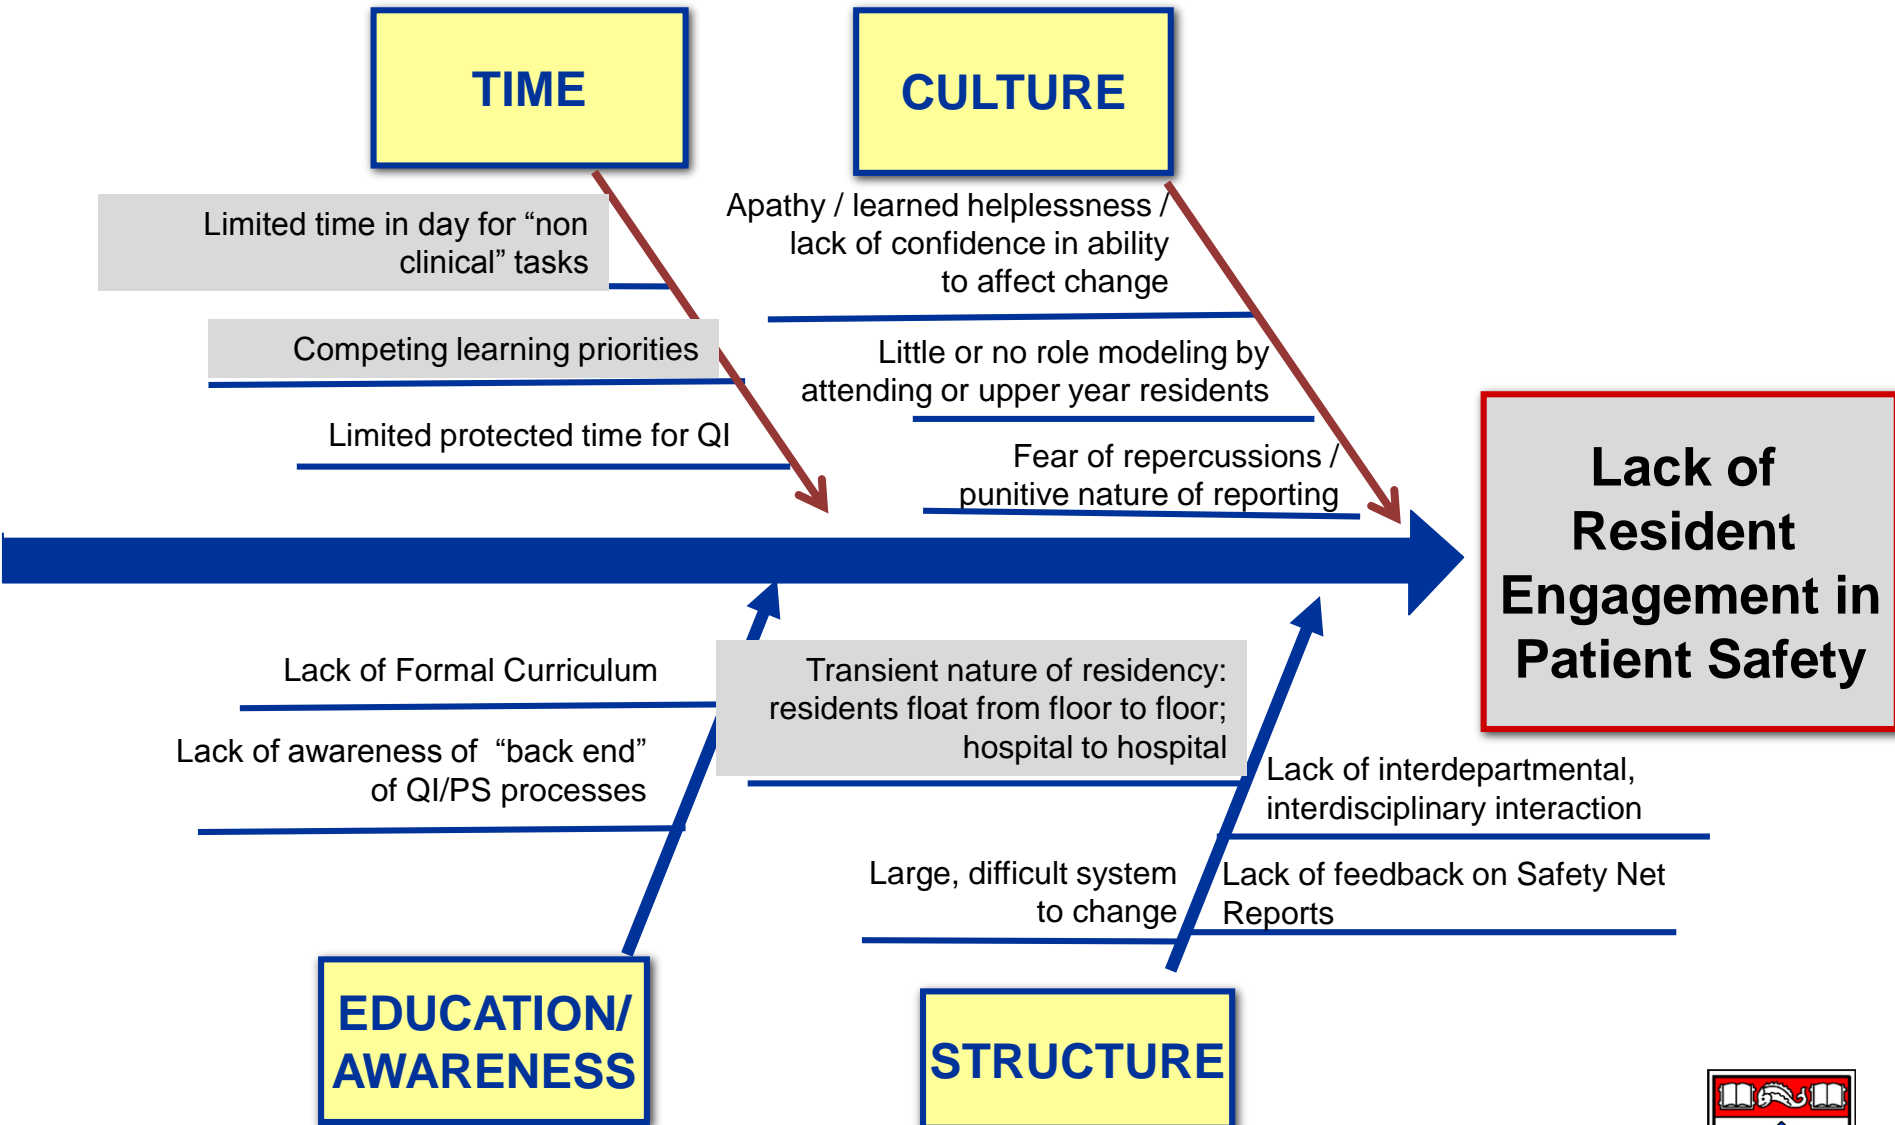 TIME
CULTURE
Limited time in day for “non
clinical” tasks
Competing learning priorities
Limited protected time for QI
Apathy / learned helplessness /
lack of confidence in ability
to affect change
Little or no role modeling by
attending or upper year residents
Fear of repercussions /
punitive nature of reporting
Lack of
Resident
Engagement in
Patient Safety
Lack of Formal Curriculum
Lack of awareness of “back end”
of QI/PS processes
Transient nature of residency:
residents float from floor to floor;
hospital to hospital
Lack of interdepartmental,
interdisciplinary interaction
Large, difficult system
to change
Lack of feedback on Safety Net
Reports
EDUCATION/
AWARENESS
STRUCTURE